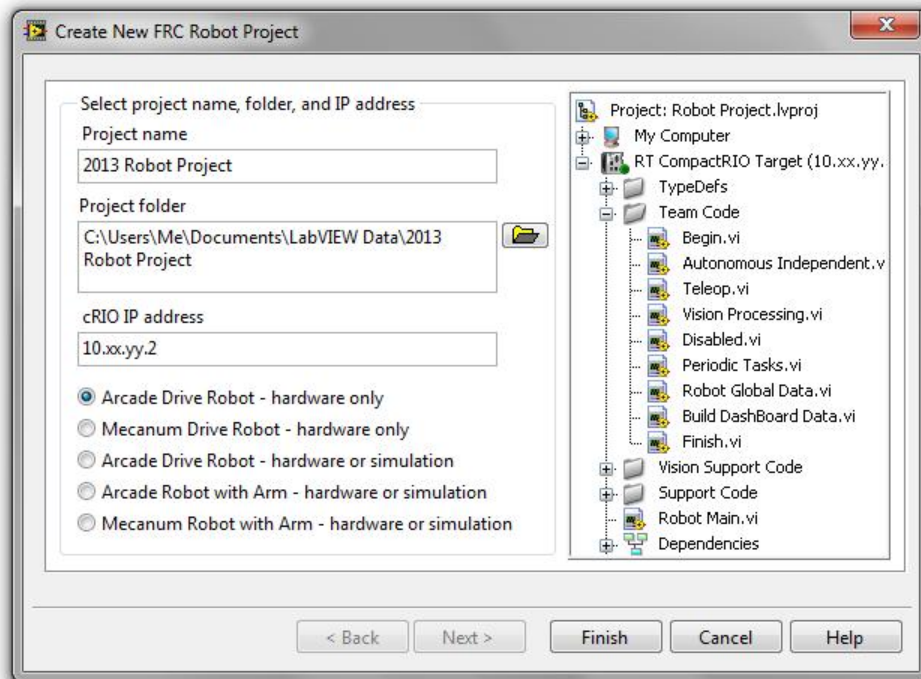 Create New FRC Robot Project
Select project name, folder, and IP address
Project name
2013 Robot Project
Project folder
C:\Users\Me\Documents\LabVIEW Data\2013
Robot Project
cRIO IP address
10.xx.yy.2
Arcade Drive Robot - hardware only
Mecanum Drive Robot - hardware only
Arcade Drive Robot - hardware or simulation
Arcade Robot with Arm - hardware or simulation
Mecanum Robot with Arm - hardware or simulation
Project: Robot Project.lvproj
My Computer
RT CompactRIO Target (10.xx.yy.
TypeDefs
Team Code
Begin.vi
Autonomous Independent.v
Teleop.vi
Vision Processing.vi
Disabled.vi
Periodic Tasks.vi
Robot Global Data.vi
Build DashBoard Data.vi
Finish.vi
Vision Support Code
Support Code
Robot Main.vi
Dependencies
< Back
Next >
Finish
Cancel
Help